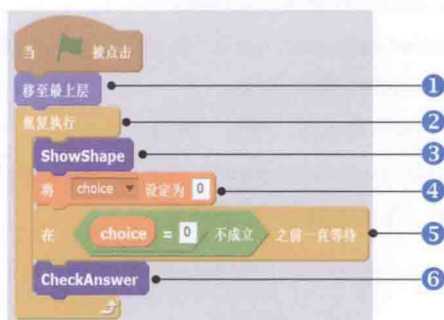 当 被点击
移至最上层 1
重复执行 2
ShowShape 3
将 choice 设定为 0 4
在 choice = 0 不成立 之前一直等待 5
CheckAnswer 6